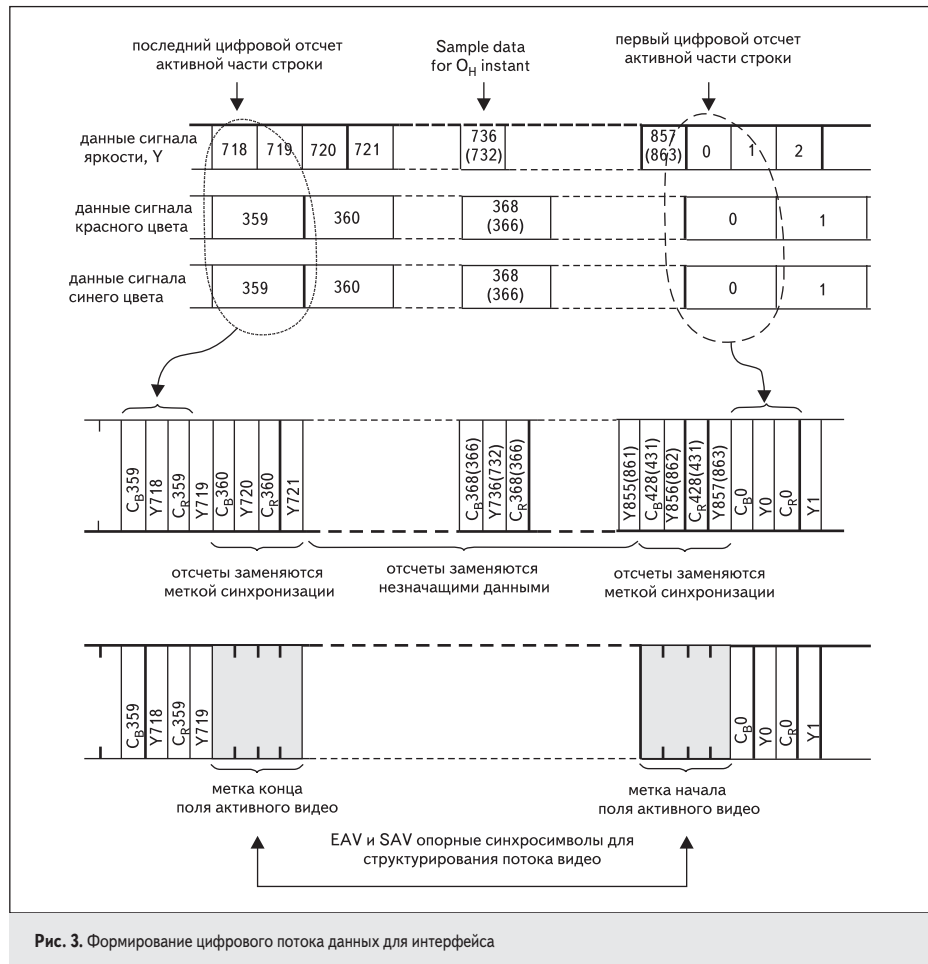 последний цифровой отсчет
активной части строки
Sample data
for O_H instant
первый цифровой отсчет
активной части строки
данные сигнала
яркости, Y
718 719 720 721
736
(732)
857
(863)
0 1 2
данные сигнала
красного цвета
359 360
368
(366)
0 1
данные сигнала
синего цвета
359 360
368
(366)
0 1
C_B359
Y718
C_R359
Y719
C_B360
Y720
C_R360
Y721
C_B368(366)
Y736(732)
C_R368(366)
Y855(861)
C_B428(431)
Y856(862)
C_R428(431)
Y857(863)
C_B0
Y0
C_R0
Y1
отсчеты заменяются
меткой синхронизации
отсчеты заменяются
незначащими данными
отсчеты заменяются
меткой синхронизации
C_B359
Y718
C_R359
Y719
C_B0
Y0
C_R0
Y1
метка конца
поля активного видео
метка начала
поля активного видео
EAV и SAV опорные синхросимволы для
структурирования потока видео
Рис. 3. Формирование цифрового потока данных для интерфейса